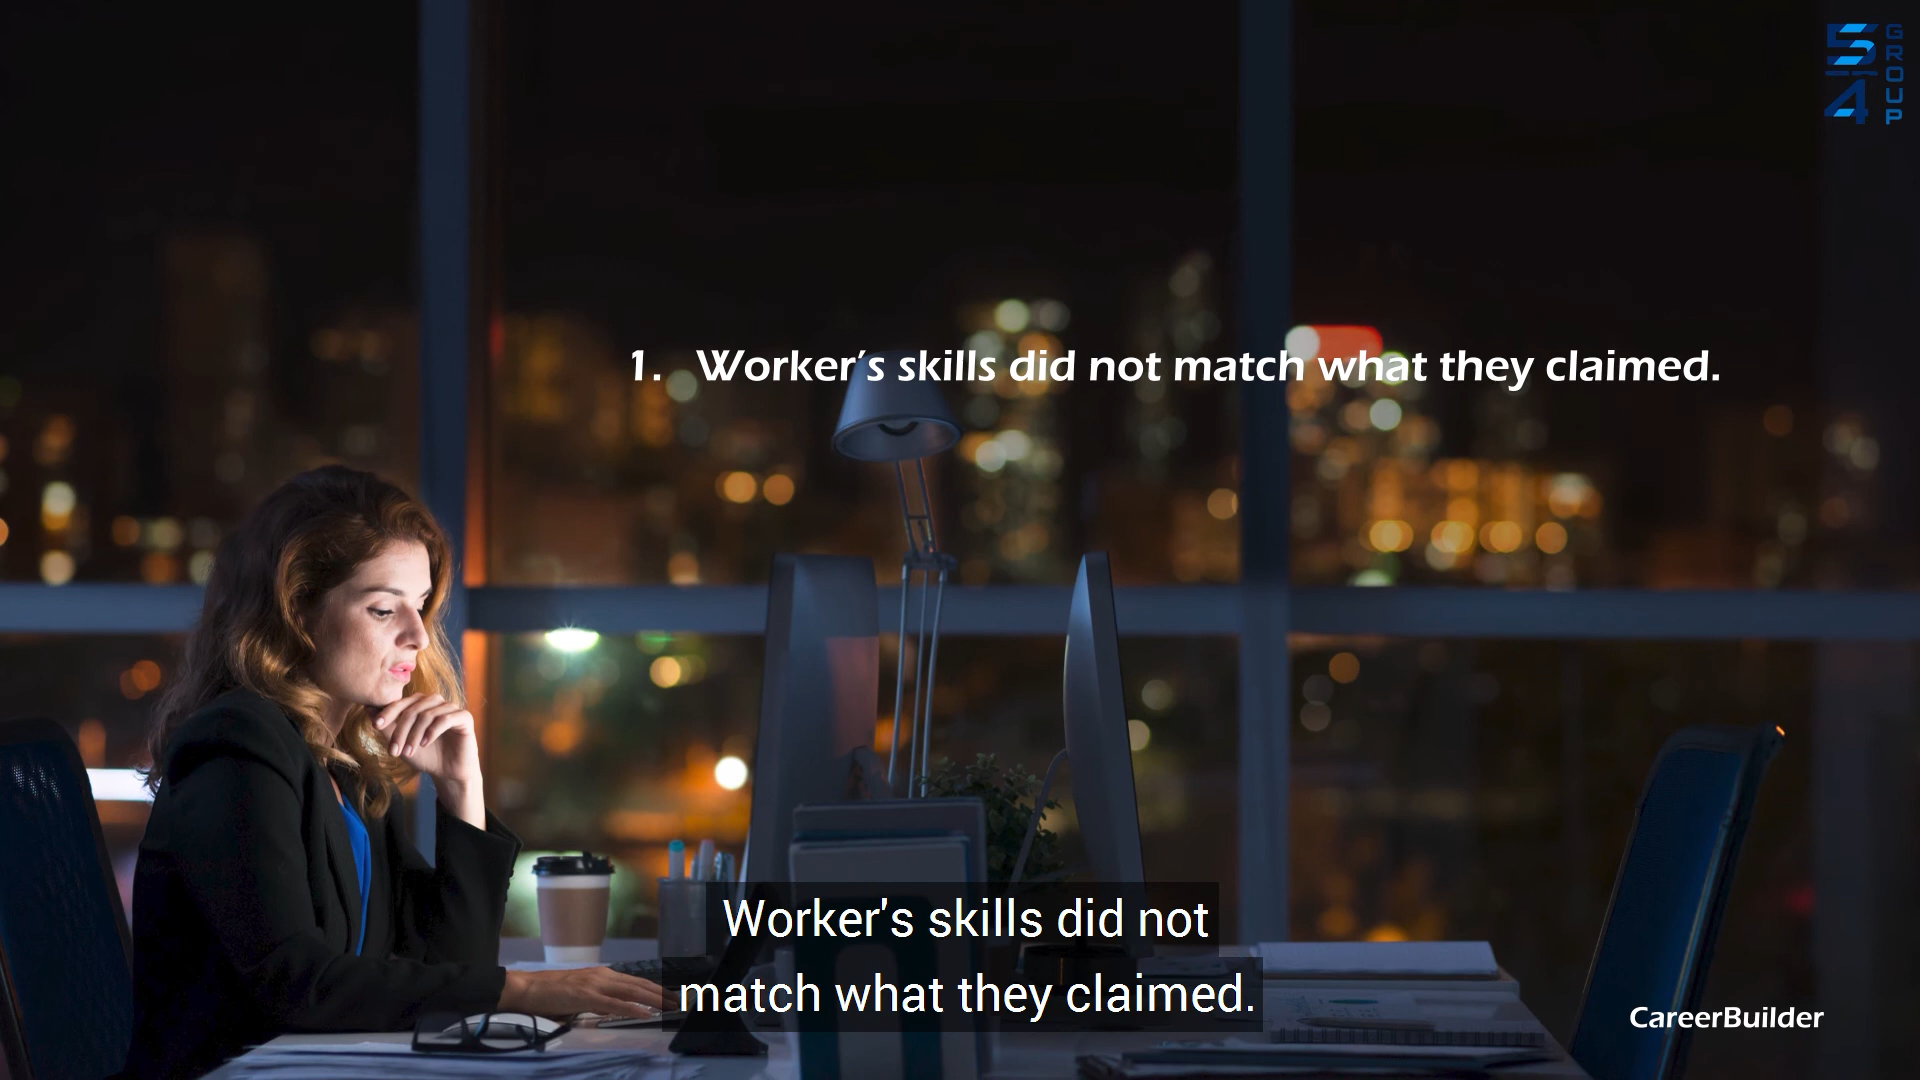 54
GROUP
1. Worker’s skills did not match what they claimed.
Worker's skills did not
match what they claimed.
CareerBuilder